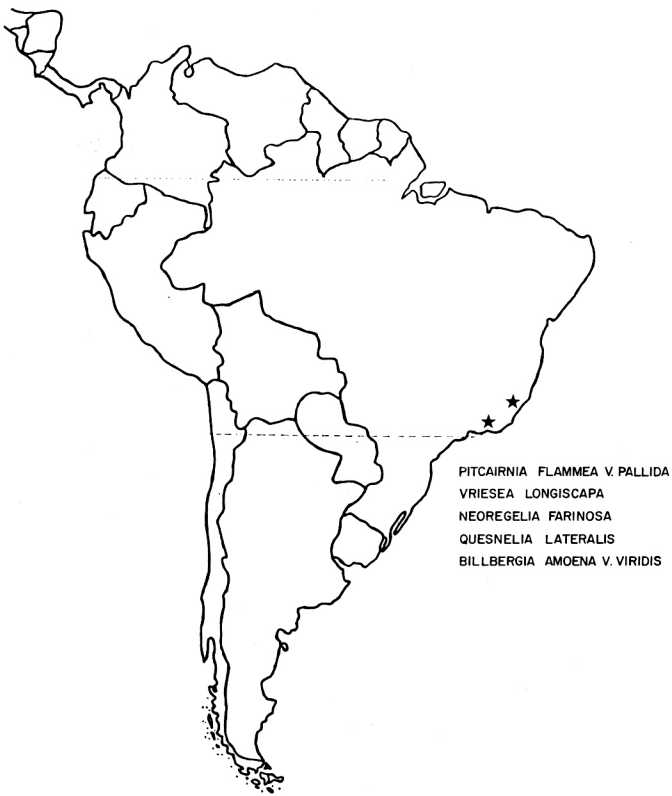 PITCAIRNIA FLAMMEA V. PALLIDA
VRIESEA LONGISCAPA
NEOREGELIA FARINOSA
QUESNELIA LATERALIS
BILLBERGIA AMOENA V. VIRIDIS